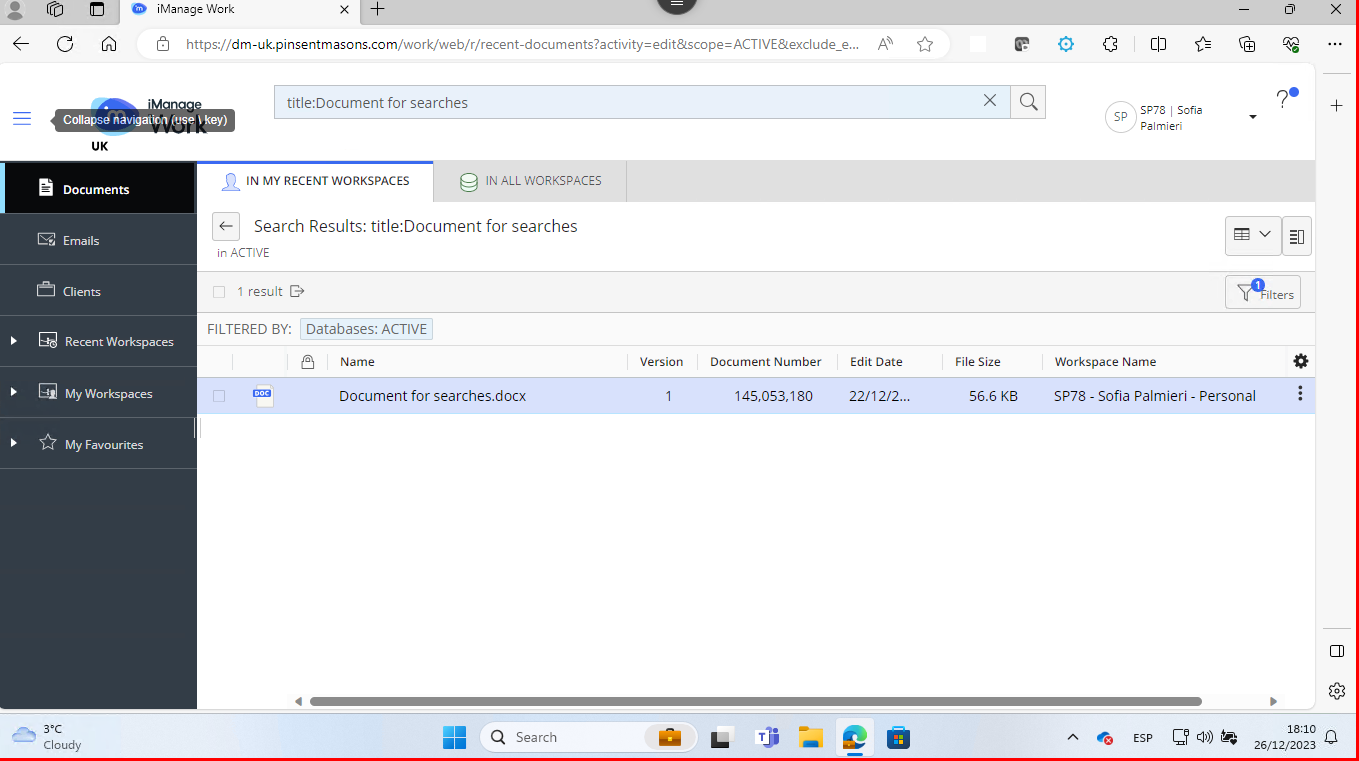 iManage Work
https://dm-uk.pinsentmasons.com/work/web/r/recent-documents?activity=edit&scope=ACTIVE&exclude_e...
iManage
Work
Collapse navigation (use [ key)
UK
title:Document for searches
SP
SP78 | Sofia
Palmieri
?
Documents
Emails
Clients
Recent Workspaces
My Workspaces
My Favourites
IN MY RECENT WORKSPACES
IN ALL WORKSPACES
Search Results: title:Document for searches
in ACTIVE
1 result
1
Filters
FILTERED BY:
Databases: ACTIVE
Name Version Document Number Edit Date File Size Workspace Name
DOC Document for searches.docx 1 145,053,180 22/12/2... 56.6 KB SP78 - Sofia Palmieri - Personal
3°C
Cloudy
Search
ESP
18:10
26/12/2023